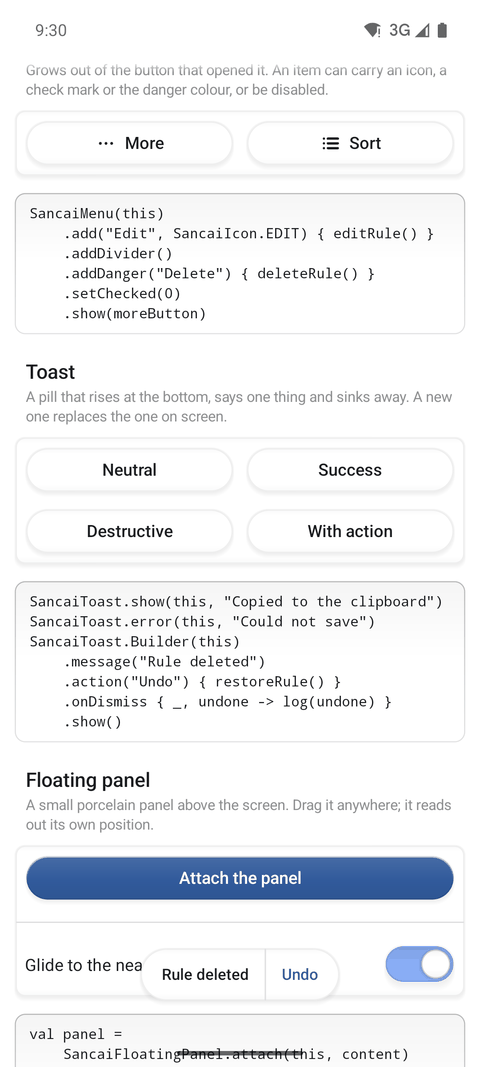 9:30
3G
Grows out of the button that opened it. An item can carry an icon, a
check mark or the danger colour, or be disabled.
More
Sort
SancaiMenu(this)
    .add("Edit", SancaiIcon.EDIT) { editRule() }
    .addDivider()
    .addDanger("Delete") { deleteRule() }
    .setChecked(0)
    .show(moreButton)
Toast
A pill that rises at the bottom, says one thing and sinks away. A new
one replaces the one on screen.
Neutral
Success
Destructive
With action
SancaiToast.show(this, "Copied to the clipboard")
SancaiToast.error(this, "Could not save")
SancaiToast.Builder(this)
    .message("Rule deleted")
    .action("Undo") { restoreRule() }
    .onDismiss { _, undone -> log(undone) }
    .show()
Floating panel
A small porcelain panel above the screen. Drag it anywhere; it reads
out its own position.
Attach the panel
Glide to the nea
Rule deleted
Undo
val panel =
    SancaiFloatingPanel.attach(this, content)